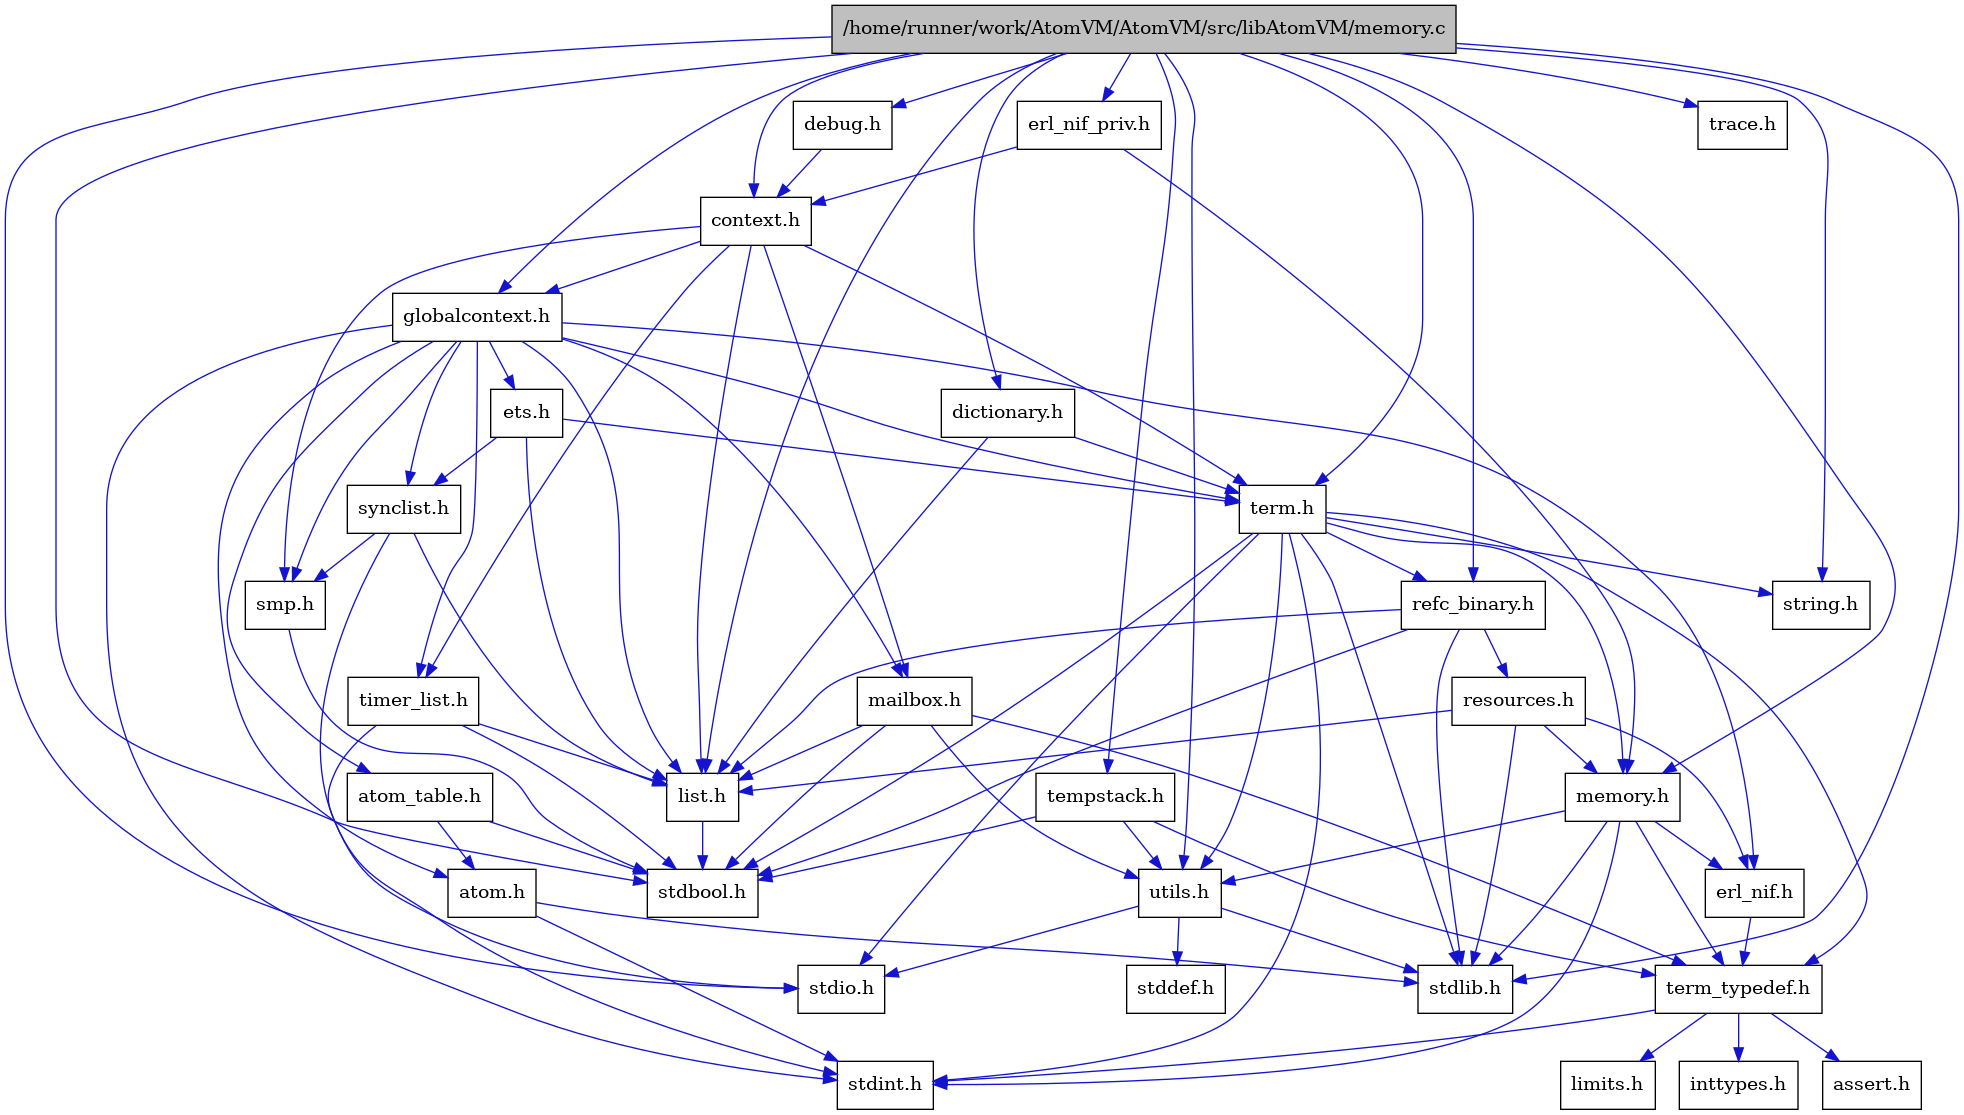 /home/runner/work/AtomVM/AtomVM/src/libAtomVM/memory.c
debug.h
erl_nif_priv.h
trace.h
context.h
globalcontext.h
ets.h
dictionary.h
synclist.h
term.h
smp.h
refc_binary.h
string.h
timer_list.h
mailbox.h
resources.h
atom_table.h
list.h
tempstack.h
memory.h
atom.h
stdbool.h
utils.h
erl_nif.h
stdio.h
stddef.h
stdlib.h
term_typedef.h
stdint.h
limits.h
inttypes.h
assert.h